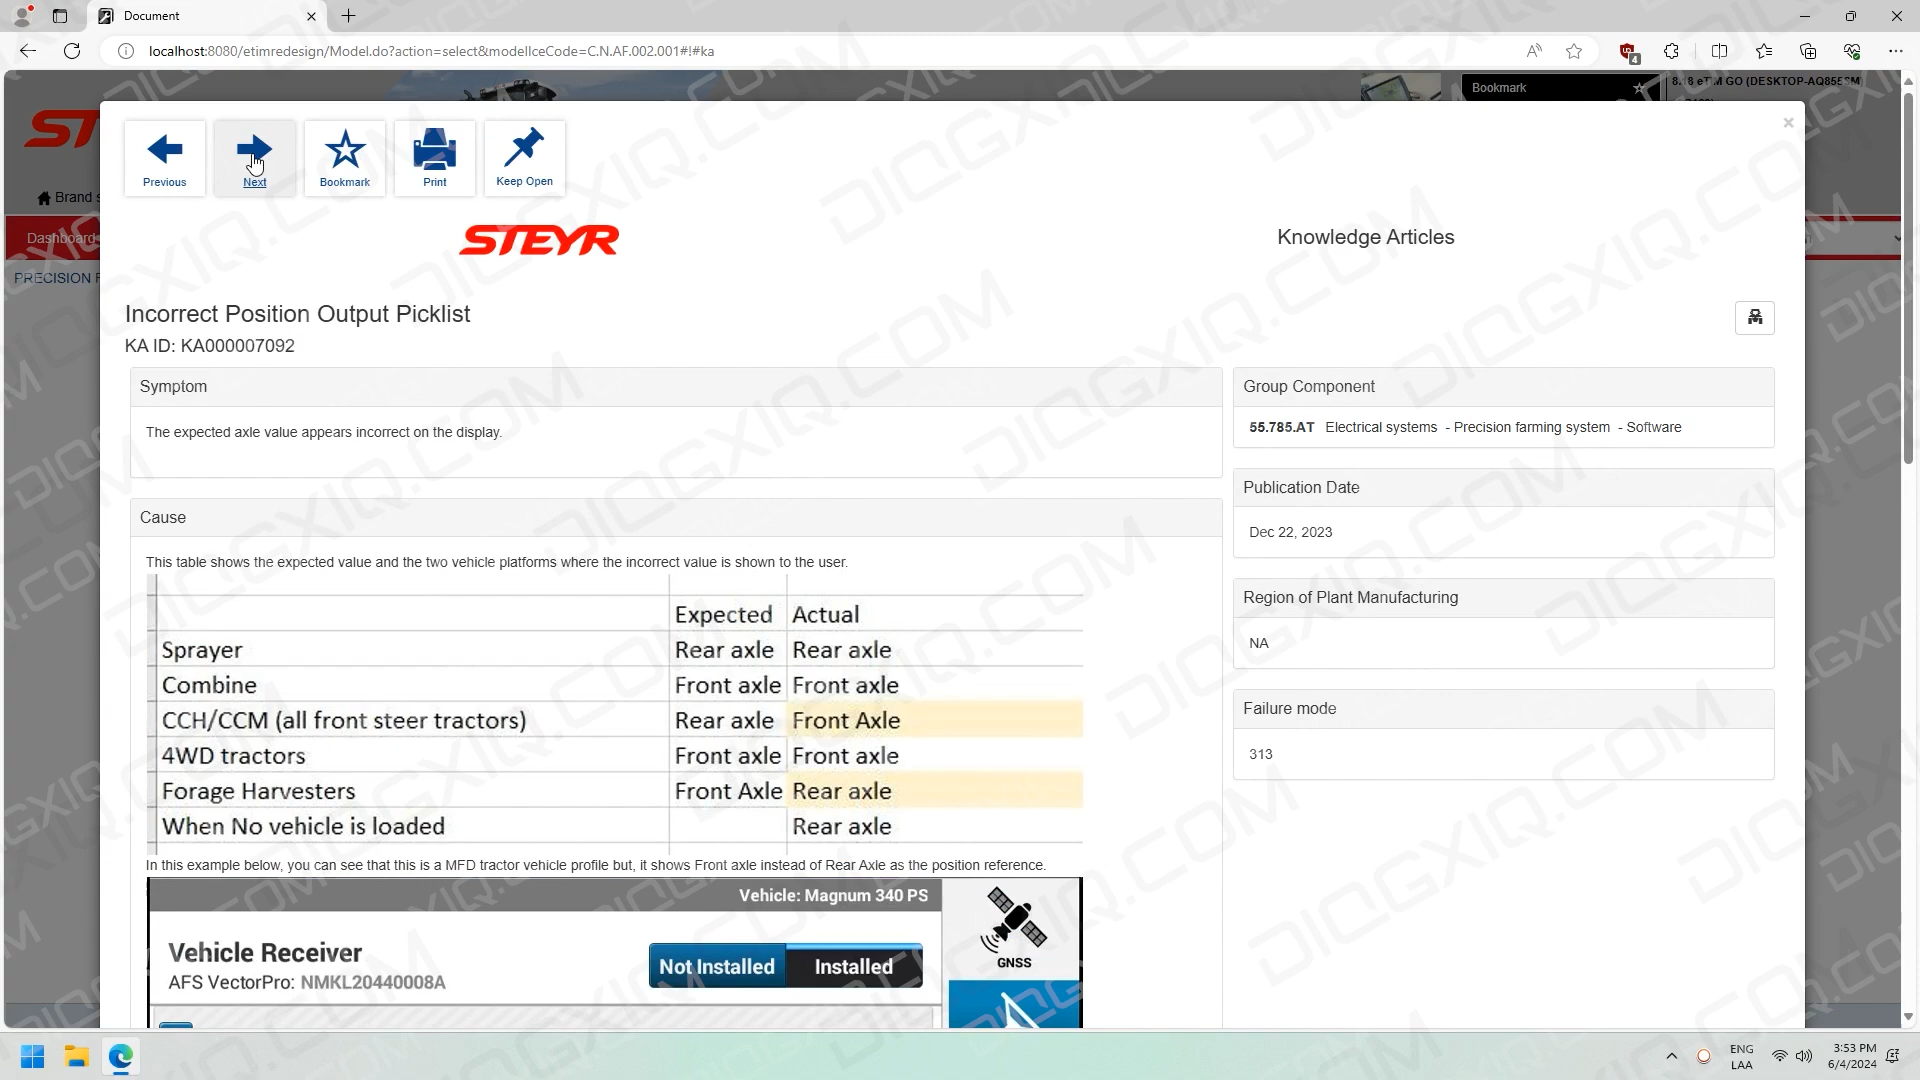 Document
localhost:8080/etimredesign/Model.do?action=select&modelIceCode=C.N.AF.002.001#!#ka
4
Bookmark
Brand s
Dashboard
PRECISION F
Previous
Next
Bookmark
Print
Keep Open
STEYR
Knowledge Articles
Incorrect Position Output Picklist
KA ID: KA000007092
Symptom
The expected axle value appears incorrect on the display.
Group Component
55.785.AT Electrical systems - Precision farming system - Software
Publication Date
Dec 22, 2023
Region of Plant Manufacturing
NA
Failure mode
313
Cause
This table shows the expected value and the two vehicle platforms where the incorrect value is shown to the user.
Expected Actual
Sprayer Rear axle Rear axle
Combine Front axle Front axle
CCH/CCM (all front steer tractors) Rear axle Front Axle
4WD tractors Front axle Front axle
Forage Harvesters Front Axle Rear axle
When No vehicle is loaded Rear axle
In this example below, you can see that this is a MFD tractor vehicle profile but, it shows Front axle instead of Rear Axle as the position reference.
Vehicle: Magnum 340 PS
Vehicle Receiver
AFS VectorPro: NMKL20440008A
Not Installed Installed
GNSS
ENG
LAA
3:53 PM
6/4/2024
DIOGXIQ.COM